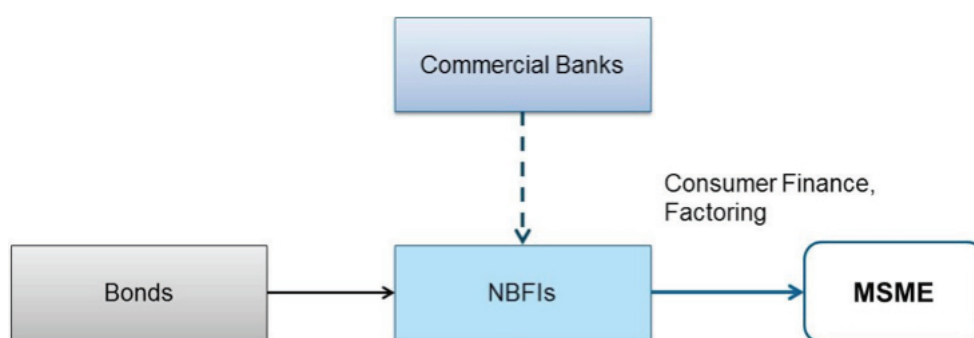 Commercial Banks
Consumer Finance,
Factoring
Bonds
NBFIs
MSME